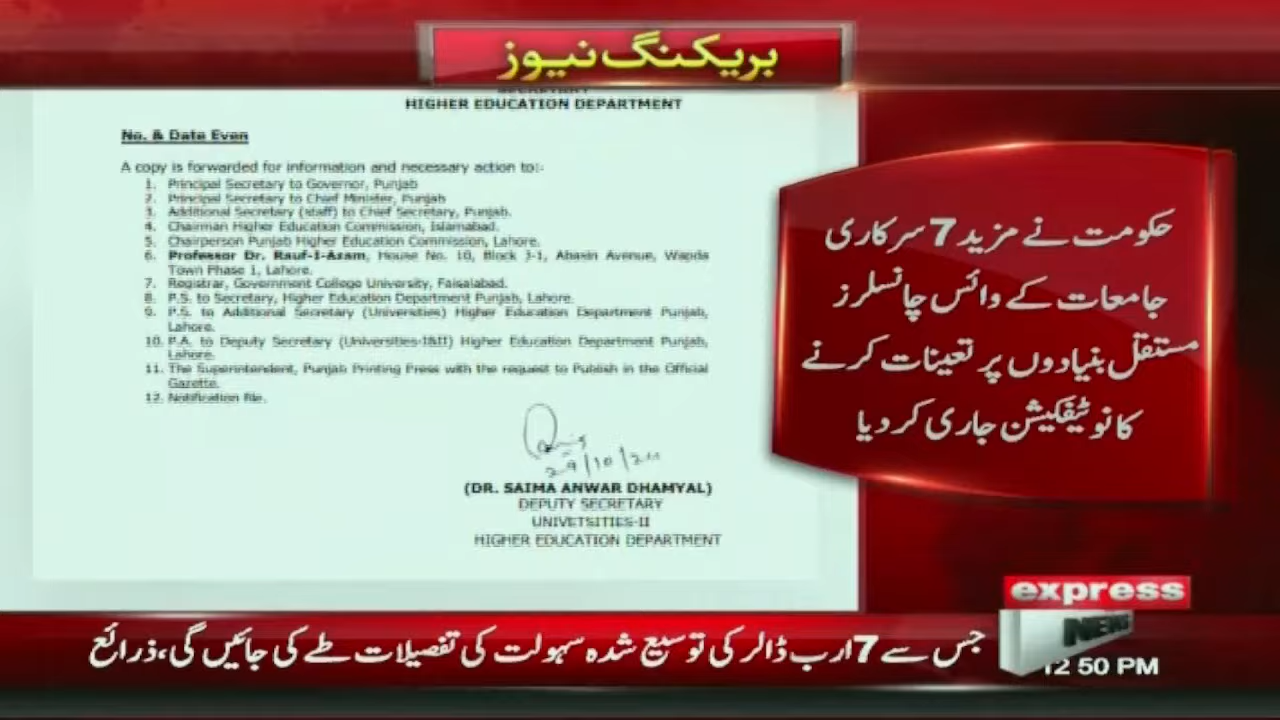 بریکنگ نیوز
SECRETARY
HIGHER EDUCATION DEPARTMENT
No. & Date Even
A copy is forwarded for information and necessary action to:-
1. Principal Secretary to Governor, Punjab
2. Principal Secretary to Chief Minister, Punjab
3. Additional Secretary (staff) to Chief Secretary, Punjab.
4. Chairman Higher Education Commission, Islamabad.
5. Chairperson Punjab Higher Education Commission, Lahore.
6. Professor Dr. Rauf-I-Azam, House No. 10, Block J-1, Abasin Avenue, Wapda
Town Phase 1, Lahore.
7. Registrar, Government College University, Faisalabad.
8. P.S. to Secretary, Higher Education Department Punjab, Lahore.
9. P.S. to Additional Secretary (Universities) Higher Education Department Punjab,
Lahore.
10. P.A. to Deputy Secretary (Universities-I&II) Higher Education Department Punjab,
Lahore.
11. The Superintendent, Punjab Printing Press with the request to Publish in the Official
Gazette.
12. Notification file.
29/10/
(DR. SAIMA ANWAR DHAMYAL)
DEPUTY SECRETARY
UNIVETSITIES-II
HIGHER EDUCATION DEPARTMENT
حکومت نے مزید 7 سرکاری
جامعات کے وائس چانسلرز
مستقل بنیادوں پر تعینات کرنے
کا نوٹیفکیشن جاری کر دیا
express
NEWS
12 50 PM
جس سے 7 ارب ڈالر کی توسیع شدہ سہولت کی تفصیلات طے کی جائیں گی، ذرائع